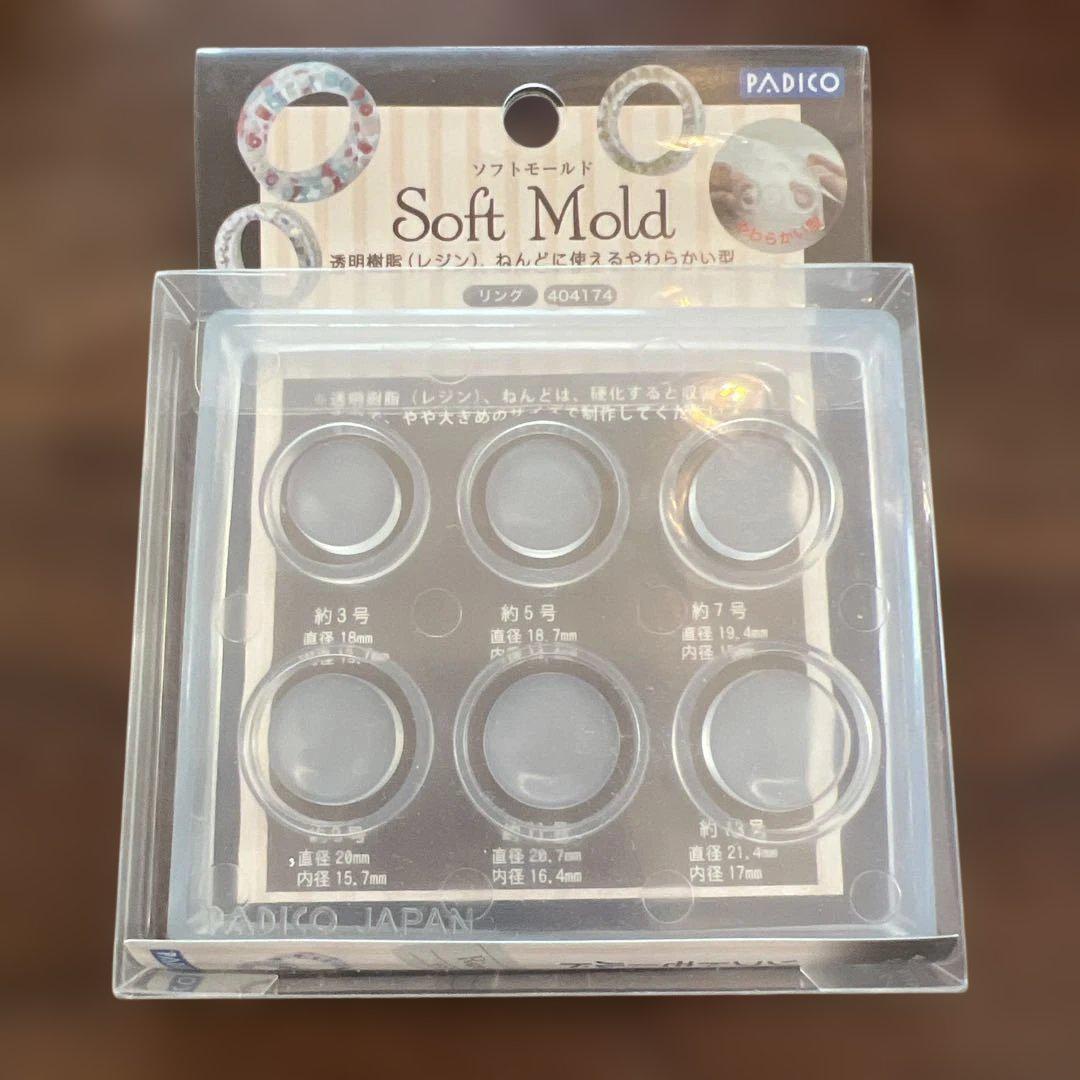 PADICO
ソフトモールド
Soft Mold
やわらかい型
透明樹脂(レジン)、ねんどに使えるやわらかい型
リング 404174
※透明樹脂(レジン)、ねんどは、硬化すると収
やや大きめのサイズで制作してくだ
約3号 約5号 約7号
直径18mm 直径18.7mm 直径19.4mm
内径 内径
約13号
直径20mm 直径20.7mm 直径21.4mm
内径15.7mm 内径16.4mm 内径17mm
PADICO JAPAN